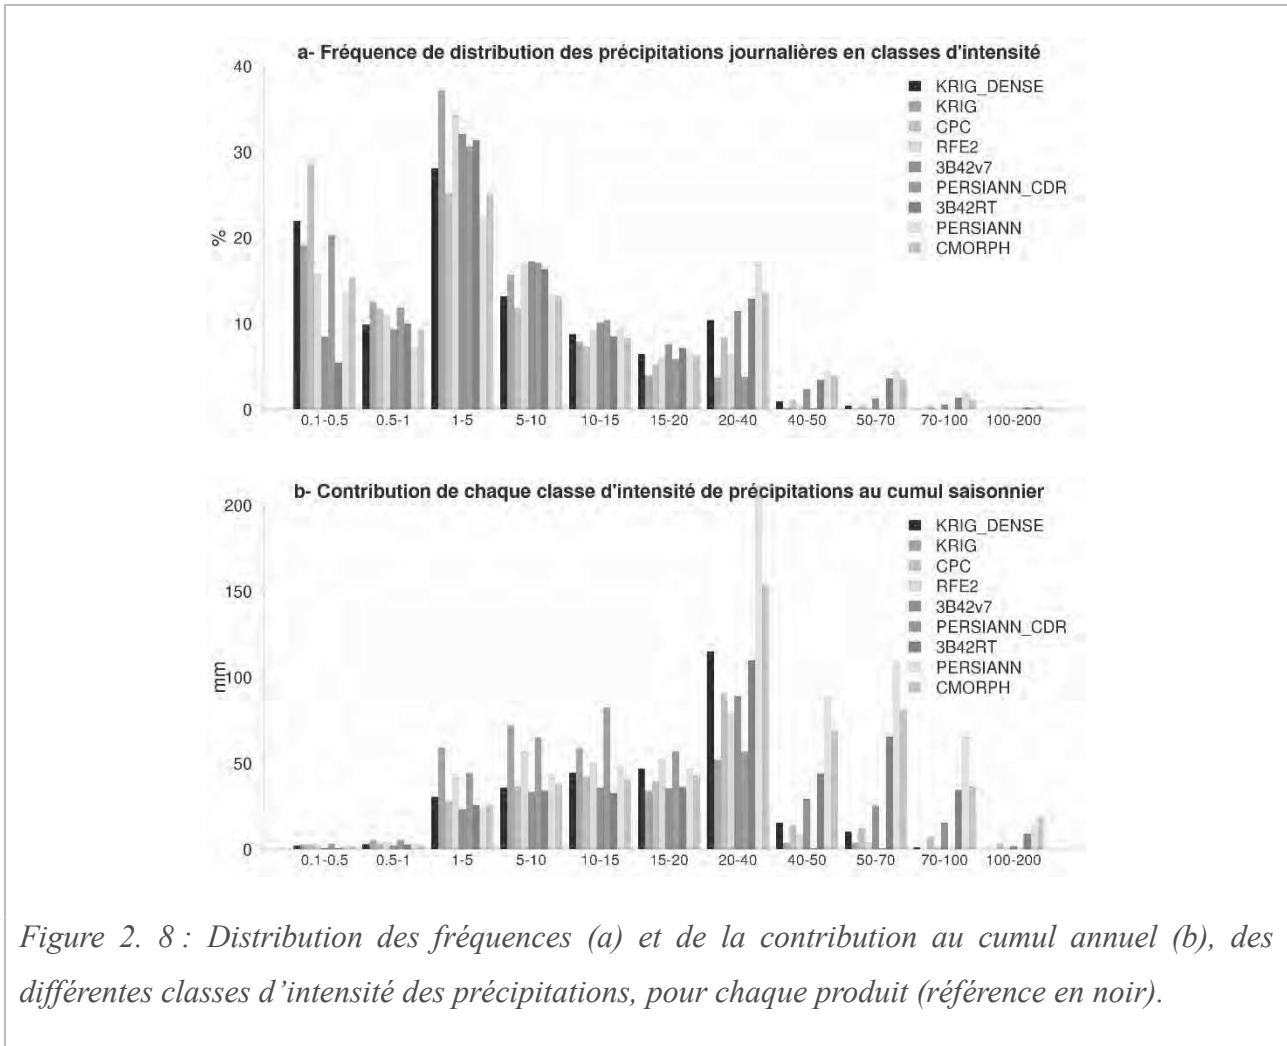 a- Fréquence de distribution des précipitations journalières en classes d'intensité
40
30
20
10
0
%
KRIG_DENSE
KRIG
CPC
RFE2
3B42v7
PERSIANN_CDR
3B42RT
PERSIANN
CMORPH
0.1-0.5 0.5-1 1-5 5-10 10-15 15-20 20-40 40-50 50-70 70-100 100-200
b- Contribution de chaque classe d'intensité de précipitations au cumul saisonnier
200
150
100
50
0
mm
KRIG_DENSE
KRIG
CPC
RFE2
3B42v7
PERSIANN_CDR
3B42RT
PERSIANN
CMORPH
0.1-0.5 0.5-1 1-5 5-10 10-15 15-20 20-40 40-50 50-70 70-100 100-200
Figure 2. 8 : Distribution des fréquences (a) et de la contribution au cumul annuel (b), des
différentes classes d’intensité des précipitations, pour chaque produit (référence en noir).